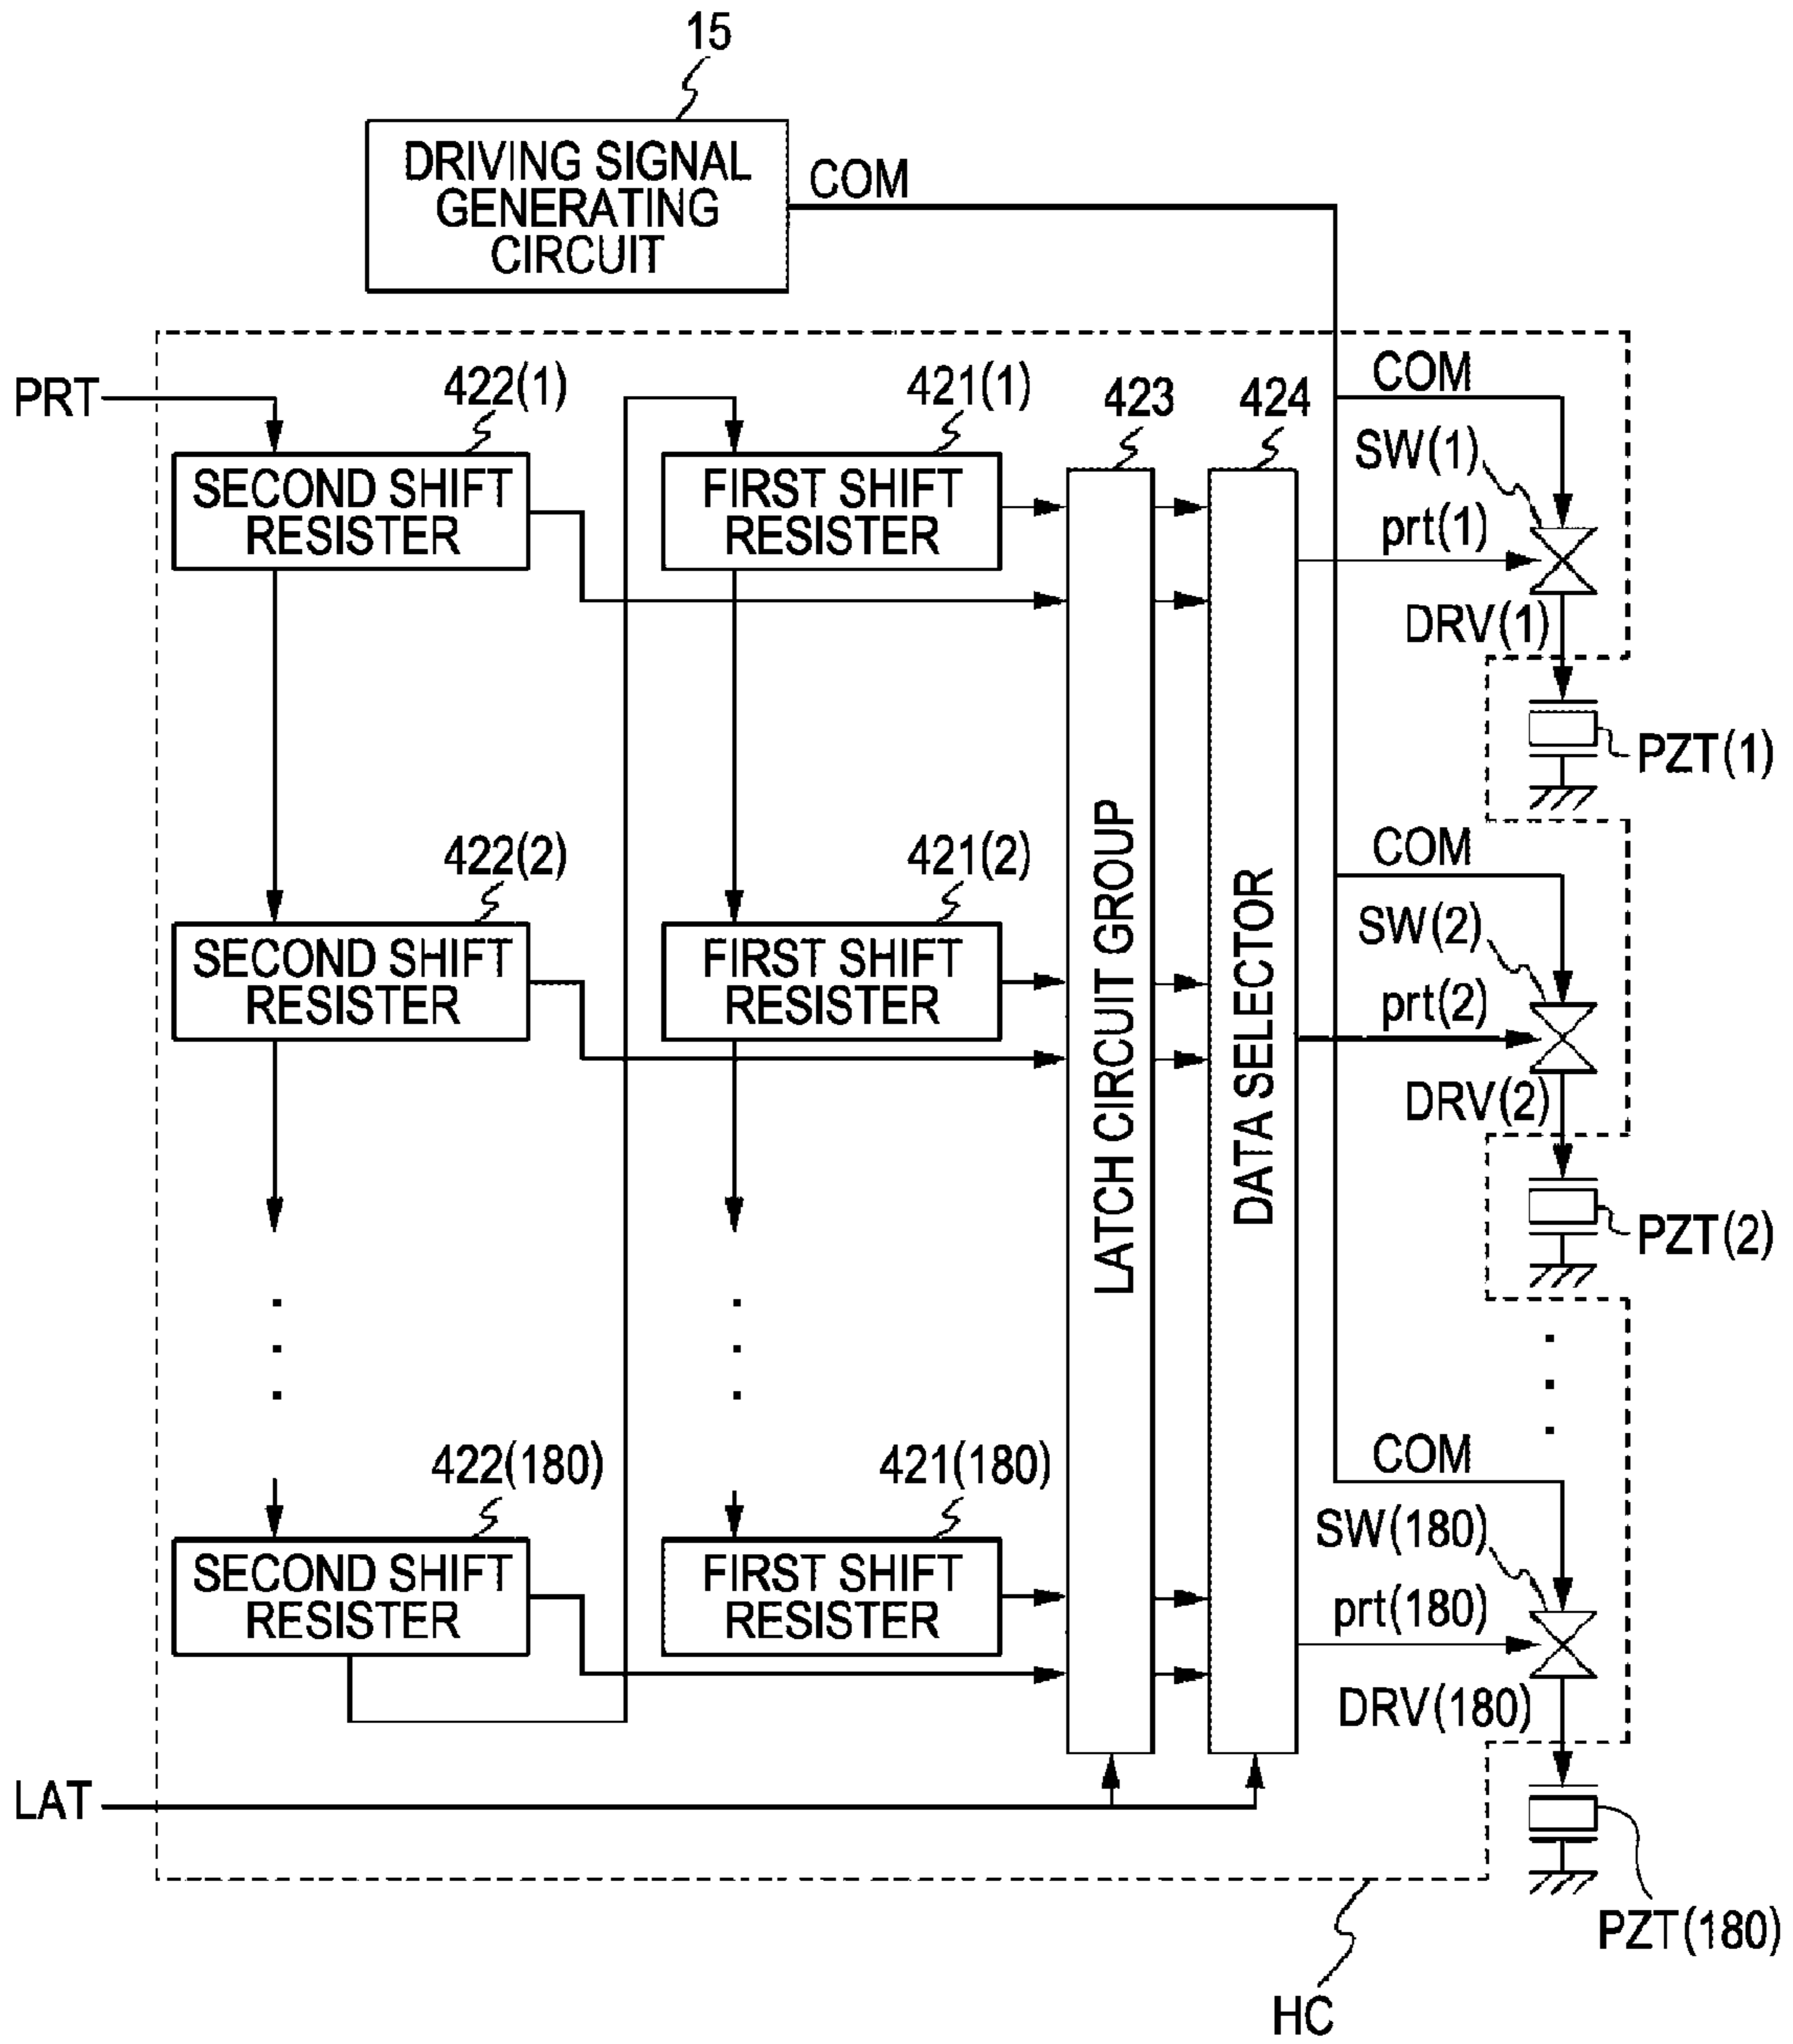 15
DRIVING SIGNAL
GENERATING
CIRCUIT
COM
PRT
422(1)
421(1)
423
424
COM
SECOND SHIFT
RESISTER
FIRST SHIFT
RESISTER
SW(1)
prt(1)
DRV(1)
PZT(1)
422(2)
421(2)
COM
SECOND SHIFT
RESISTER
FIRST SHIFT
RESISTER
LATCH CIRCUIT GROUP
DATA SELECTOR
SW(2)
prt(2)
DRV(2)
PZT(2)
422(180)
421(180)
COM
SECOND SHIFT
RESISTER
FIRST SHIFT
RESISTER
SW(180)
prt(180)
DRV(180)
LAT
PZT(180)
HC